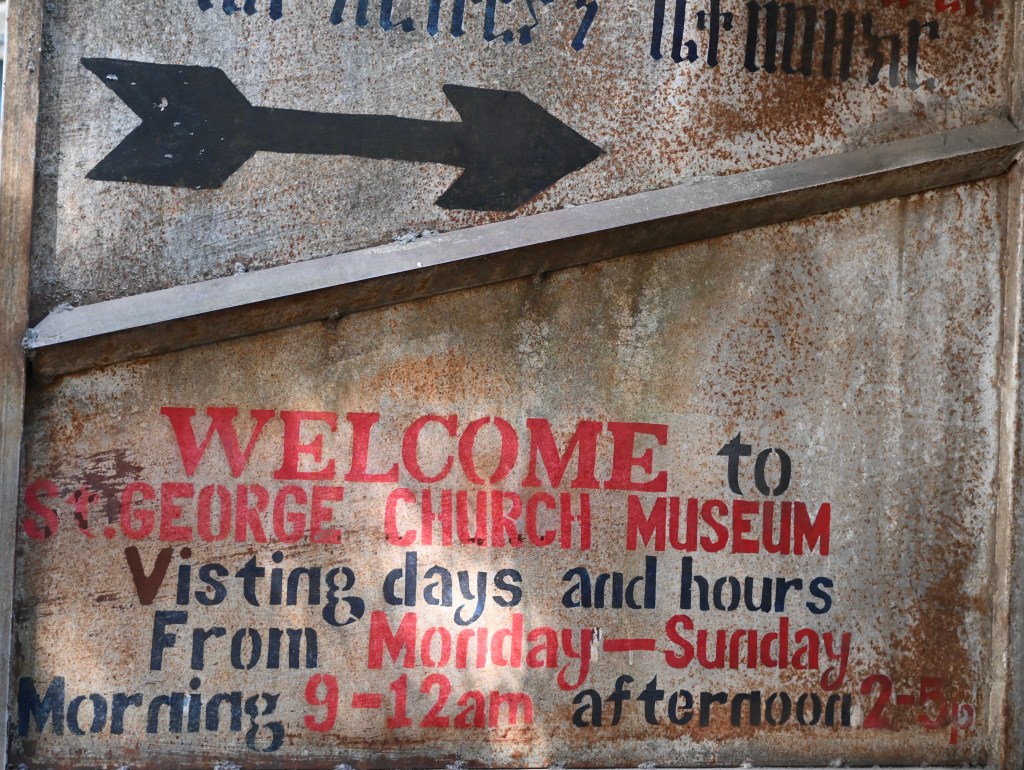 WELCOME to
St. GEORGE CHURCH MUSEUM
Visting days and hours
From Monday-Sunday
Morning 9-12am afternoon 2-5p